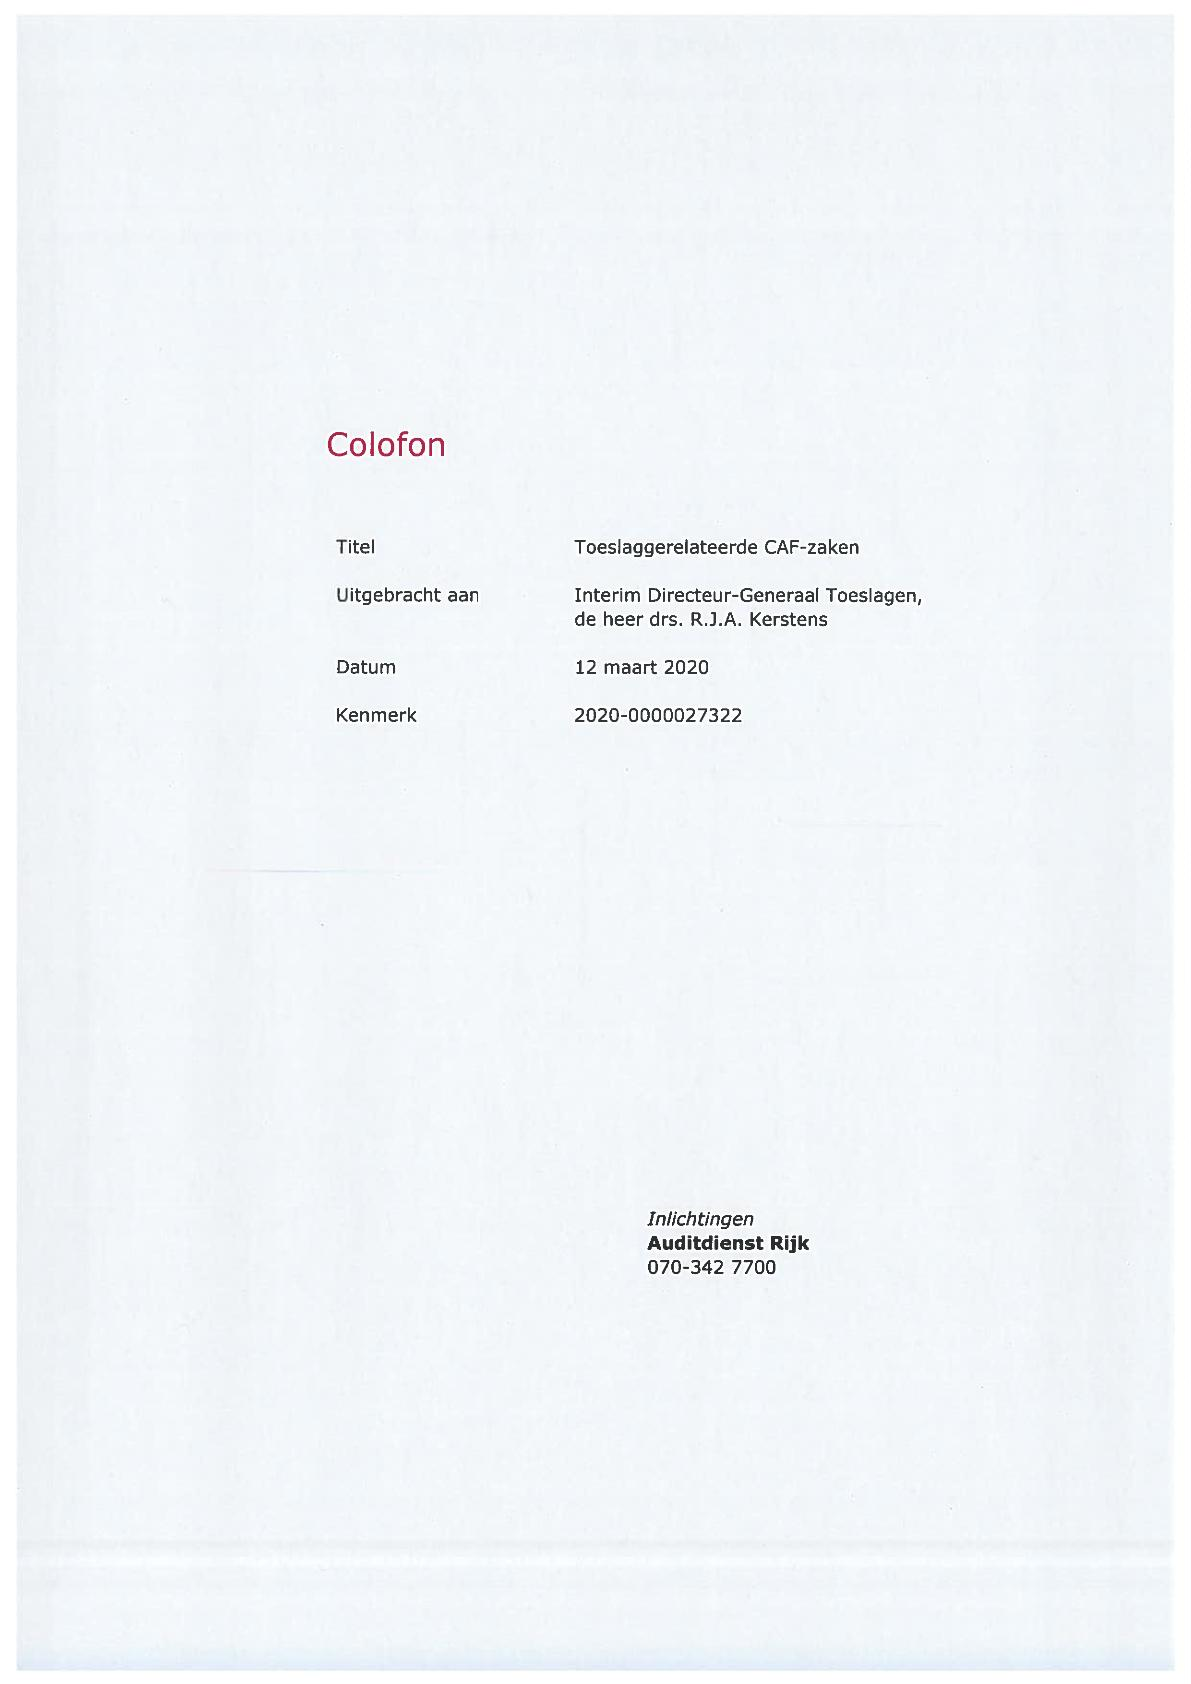 Colofon
Titel Toeslaggerelateerde CAF-zaken
Uitgebracht aan Interim Directeur-Generaal Toeslagen,
de heer drs. R.J.A. Kerstens
Datum 12 maart 2020
Kenmerk 2020-0000027322
Inlichtingen
Auditdienst Rijk
070-342 7700